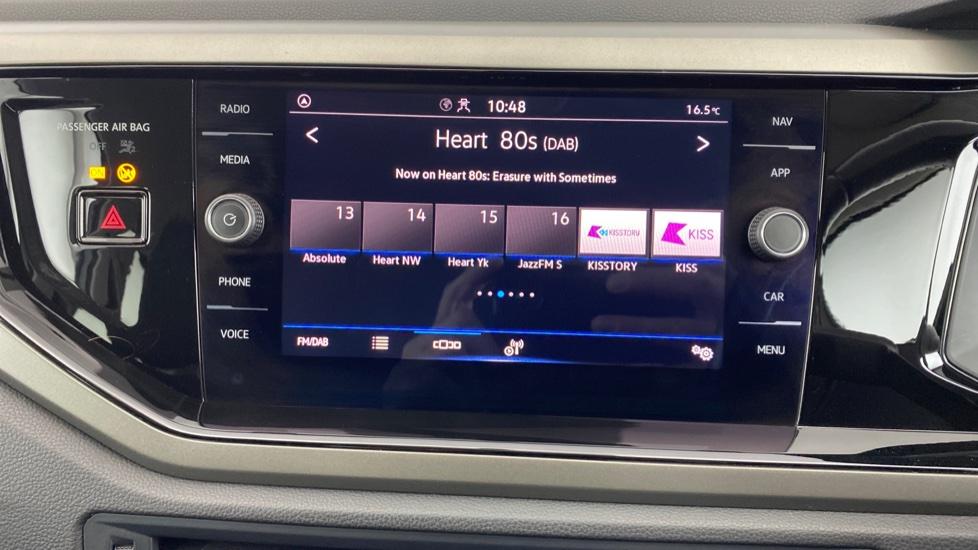 PASSENGER AIR BAG
OFF
ON
RADIO
MEDIA
PHONE
VOICE
10:48
16.5°C
Heart 80s (DAB)
Now on Heart 80s: Erasure with Sometimes
13
14
15
16
KISSTORY
KISS
Absolute
Heart NW
Heart Yk
JazzFM S
KISSTORY
KISS
FM/DAB
NAV
APP
CAR
MENU